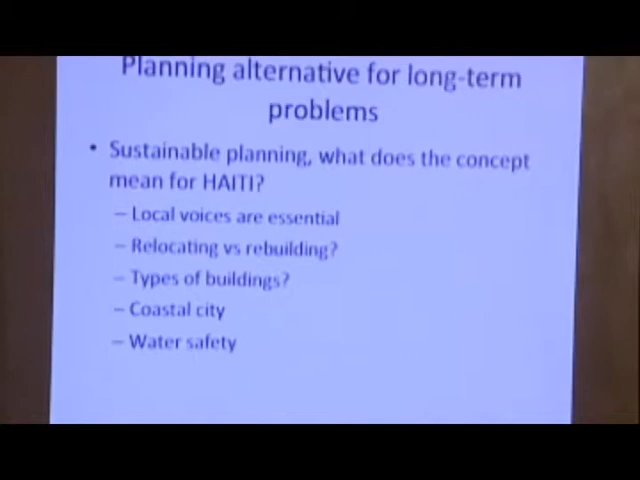 Planning alternative for long-term
problems
• Sustainable planning, what does the concept
mean for HAITI?
– Local voices are essential
– Relocating vs rebuilding?
– Types of buildings?
– Coastal city
– Water safety